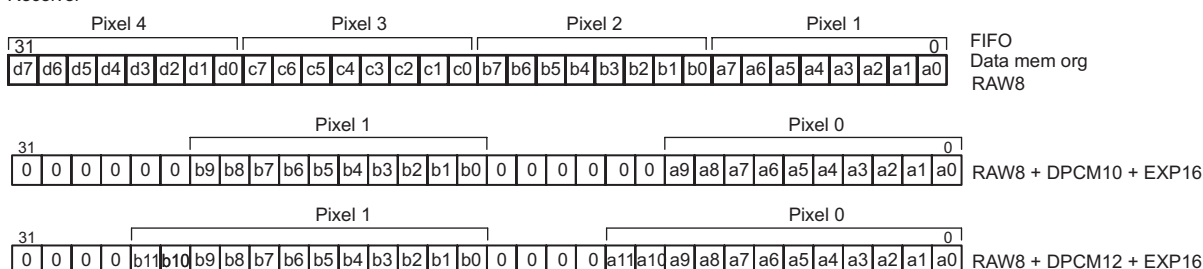 Receiver
Pixel 4 Pixel 3 Pixel 2 Pixel 1
31 0
d7 d6 d5 d4 d3 d2 d1 d0 c7 c6 c5 c4 c3 c2 c1 c0 b7 b6 b5 b4 b3 b2 b1 b0 a7 a6 a5 a4 a3 a2 a1 a0
FIFO
Data mem org
RAW8
Pixel 1 Pixel 0
31 0
0 0 0 0 0 0 b9 b8 b7 b6 b5 b4 b3 b2 b1 b0 0 0 0 0 0 0 a9 a8 a7 a6 a5 a4 a3 a2 a1 a0 RAW8 + DPCM10 + EXP16
Pixel 1 Pixel 0
31 0
0 0 0 0 b11 b10 b9 b8 b7 b6 b5 b4 b3 b2 b1 b0 0 0 0 0 a11 a10 a9 a8 a7 a6 a5 a4 a3 a2 a1 a0 RAW8 + DPCM12 + EXP16